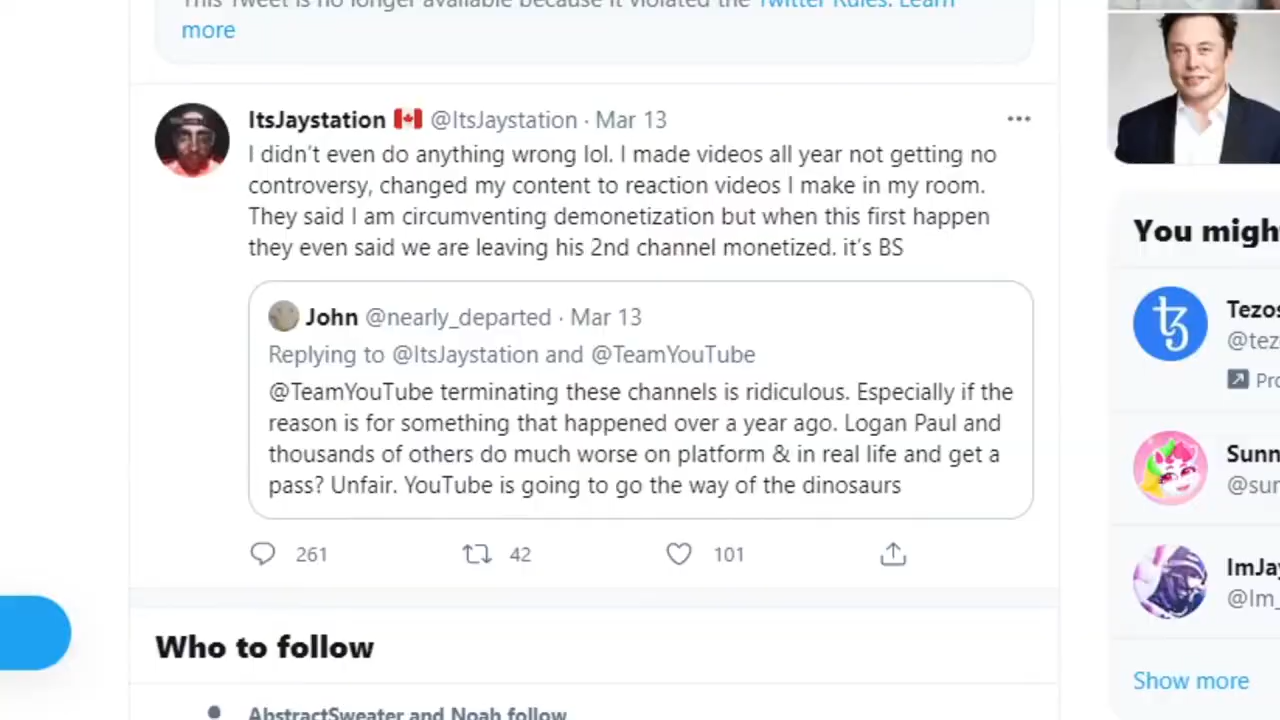 This Tweet is no longer available because it violated the Twitter Rules. Learn
more
ItsJaystation 🇨🇦 @ItsJaystation · Mar 13
I didn't even do anything wrong lol. I made videos all year not getting no
controversy, changed my content to reaction videos I make in my room.
They said I am circumventing demonetization but when this first happen
they even said we are leaving his 2nd channel monetized. it's BS
John @nearly_departed · Mar 13
Replying to @ItsJaystation and @TeamYouTube
@TeamYouTube terminating these channels is ridiculous. Especially if the
reason is for something that happened over a year ago. Logan Paul and
thousands of others do much worse on platform & in real life and get a
pass? Unfair. YouTube is going to go the way of the dinosaurs
261 42 101
Who to follow
AbstractSweater and Noah follow
You might
Tezos
@tez
Pro
Sunn
@sun
ImJay
@Im_
Show more